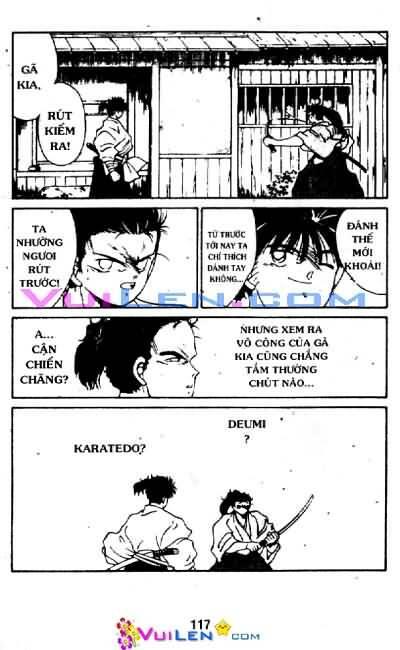 GÃ
KIA,
RÚT
KIẾM
RA!
TA
NHƯỜNG
NGƯƠI
RÚT
TRƯỚC!
TỪ TRƯỚC
TỚI NAY TA
CHỈ THÍCH
ĐÁNH TAY
KHÔNG...
ĐÁNH
THẾ
MỚI
KHOÁI!
VUILEN.COM
A...
CẬN
CHIẾN
CHĂNG?
NHƯNG XEM RA
VÕ CÔNG CỦA GÃ
KIA CŨNG CHẲNG
TẦM THƯỜNG
CHÚT NÀO...
KARATEDO?
DEUMI
?
117
VUILEN COM